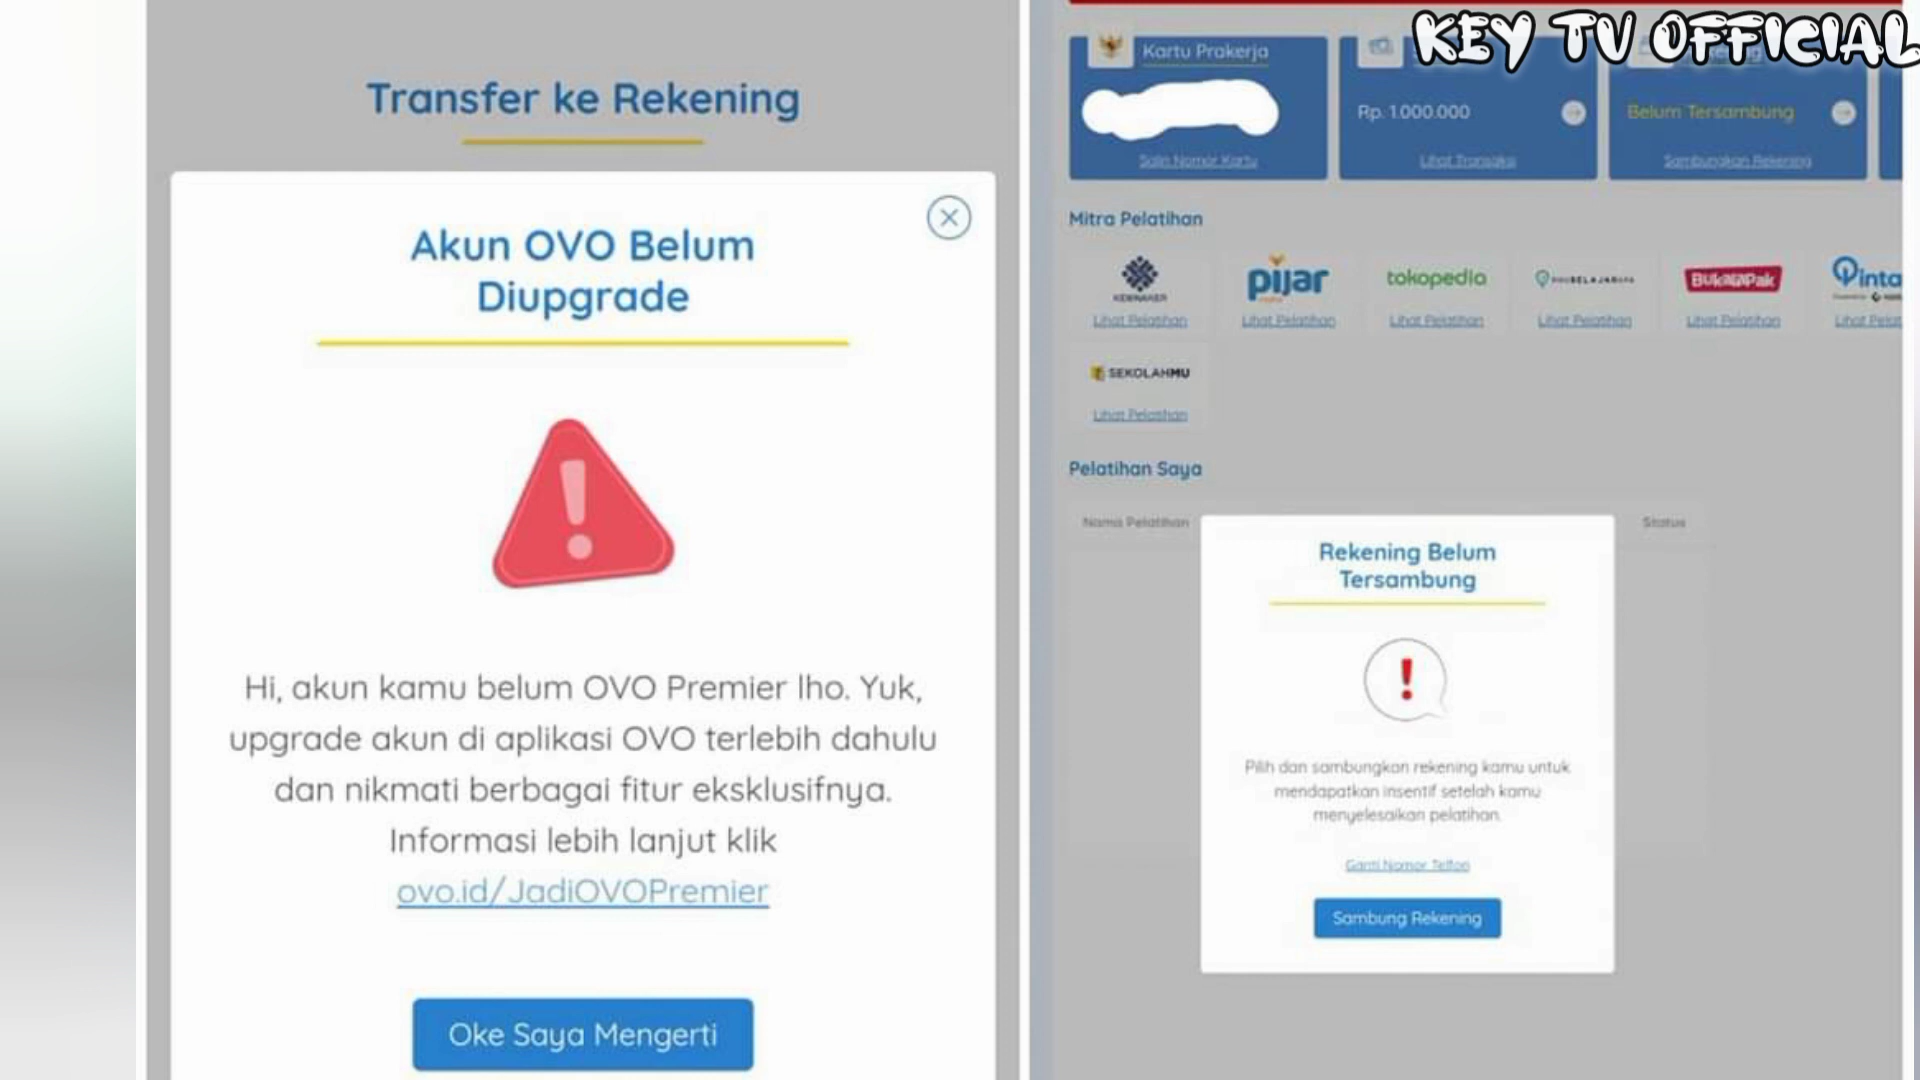 KEY TV OFFICIAL
Transfer ke Rekening
Akun OVO Belum
Diupgrade
Hi, akun kamu belum OVO Premier lho. Yuk,
upgrade akun di aplikasi OVO terlebih dahulu
dan nikmati berbagai fitur eksklusifnya.
Informasi lebih lanjut klik
ovo.id/JadiOVOPremier
Oke Saya Mengerti
Kartu Prakerja
Salin Nomor Kartu
Rp. 1.000.000
Lihat Transaksi
Belum Tersambung
Sambungkan Rekening
Mitra Pelatihan
KEMNAKER
pijar
tokopedia
BukaLapak
Qinta
Lihat Pelatihan
Lihat Pelatihan
Lihat Pelatihan
Lihat Pelatihan
Lihat Pelatihan
Lihat Pelat
SEKOLAHMU
Lihat Pelatihan
Pelatihan Saya
Nama Pelatihan
Status
Rekening Belum
Tersambung
Pilih dan sambungkan rekening kamu untuk
mendapatkan insentif setelah kamu
menyelesaikan pelatihan.
Ganti Nomor Telfon
Sambung Rekening